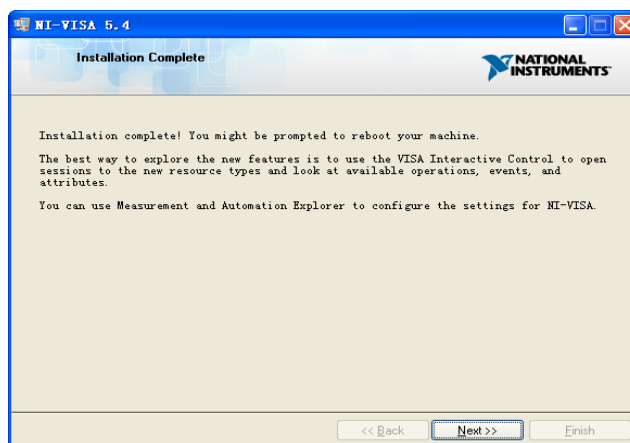 NI-VISA 5.4
Installation Complete
NATIONAL
INSTRUMENTS™
Installation complete! You might be prompted to reboot your machine.
The best way to explore the new features is to use the VISA Interactive Control to open
sessions to the new resource types and look at available operations, events, and
attributes.
You can use Measurement and Automation Explorer to configure the settings for NI-VISA.
<< Back
Next >>
Finish